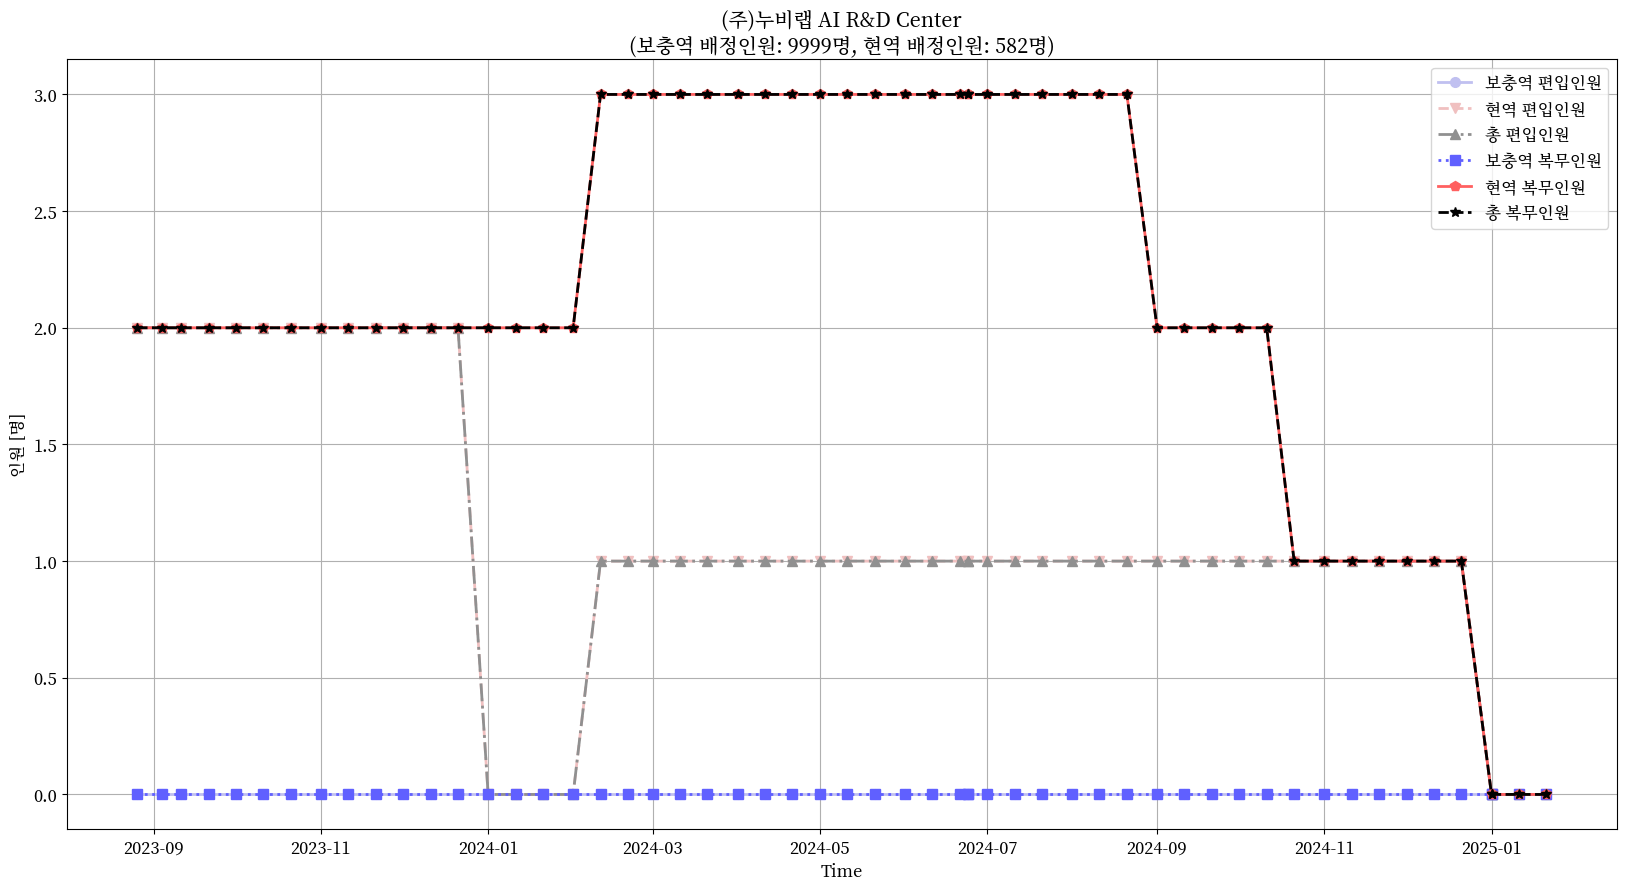 (주)누비랩 AI R&D Center
(보충역 배정인원: 9999명, 현역 배정인원: 582명)
보충역 편입인원
현역 편입인원
총 편입인원
보충역 복무인원
현역 복무인원
총 복무인원
인원 [명]
3.0
2.5
2.0
1.5
1.0
0.5
0.0
2023-09 2023-11 2024-01 2024-03 2024-05 2024-07 2024-09 2024-11 2025-01
Time